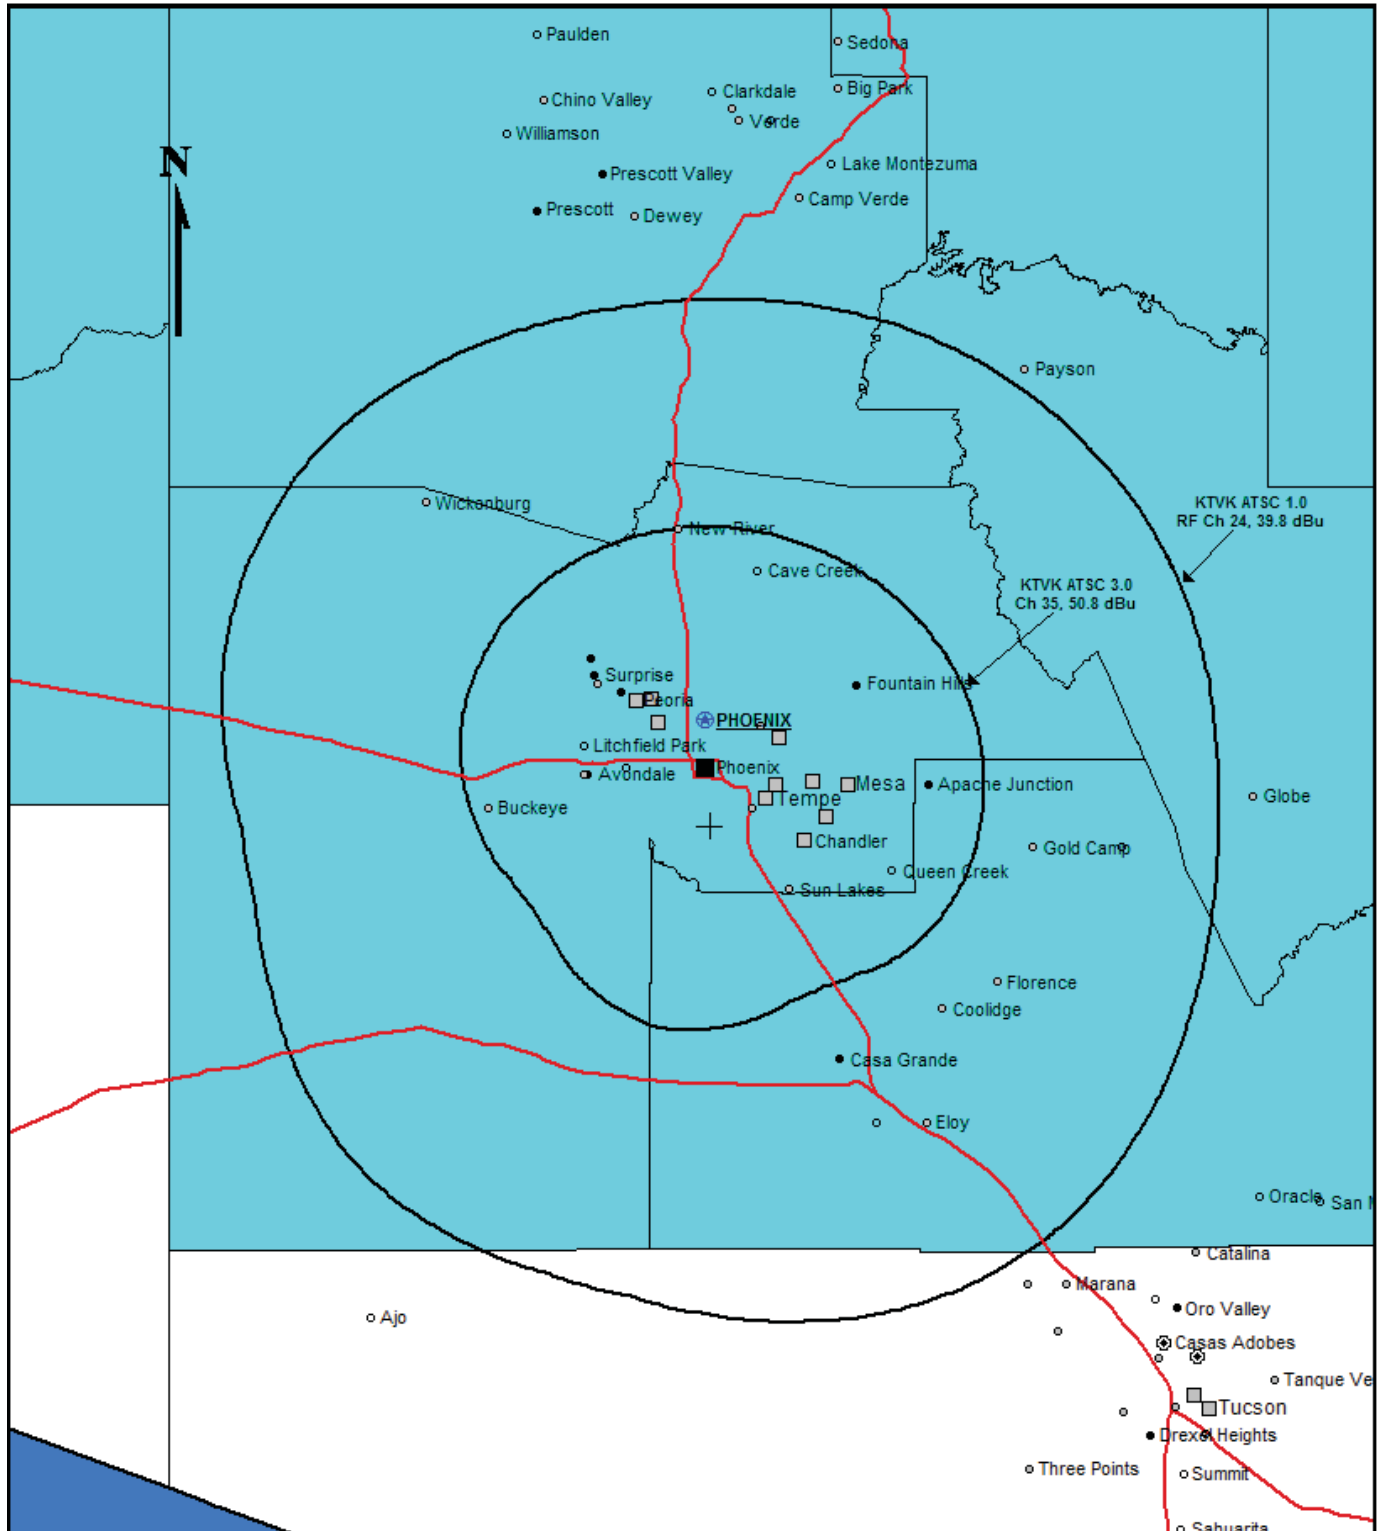 Paulden
Sedona
Big Park
Clarkdale
Chino Valley
Verde
Williamson
N
Lake Montezuma
Prescott Valley
Camp Verde
Prescott
Dewey
Payson
Wickenburg
KTVK ATSC 1.0
RF Ch 24, 39.8 dBu
New River
Cave Creek
KTVK ATSC 3.0
Ch 35, 50.8 dBu
Surprise
Fountain Hills
Peoria
PHOENIX
Litchfield Park
Phoenix
Avondale
Mesa
Apache Junction
Tempe
Globe
Buckeye
Chandler
Gold Camp
Queen Creek
Sun Lakes
Florence
Coolidge
Casa Grande
Eloy
Oracle
San M
Catalina
Marana
Oro Valley
Ajo
Casas Adobes
Tanque Ve
Tucson
Drexel Heights
Three Points
Summit
Sahuarita